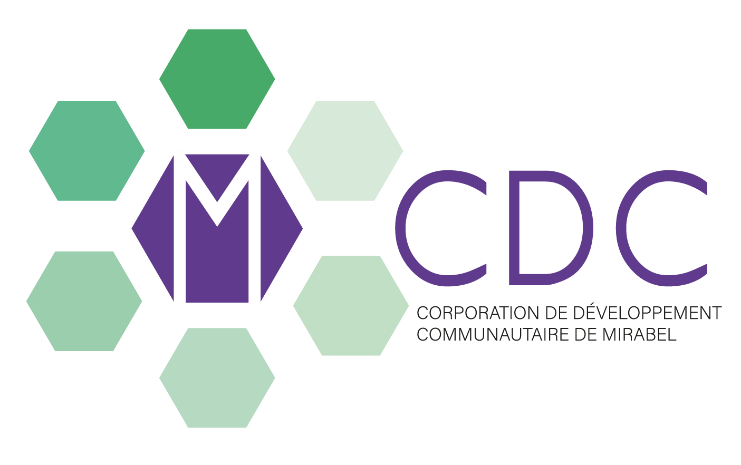 M
CDC
CORPORATION DE DÉVELOPPEMENT
COMMUNAUTAIRE DE MIRABEL